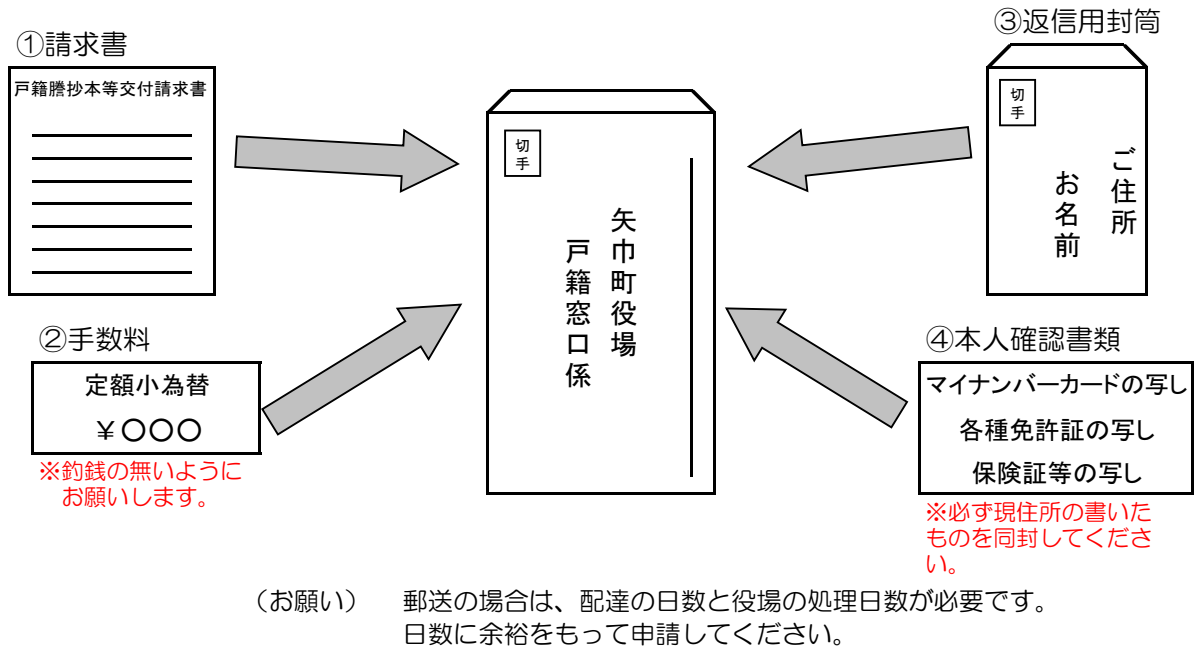 ①請求書
戸籍謄抄本等交付請求書
②手数料
定額小為替
￥〇〇〇
※釣銭の無いように
お願いします。
切手
矢巾町役場
戸籍窓口係
③返信用封筒
切手
ご住所
お名前
④本人確認書類
マイナンバーカードの写し
各種免許証の写し
保険証等の写し
※必ず現住所の書いた
ものを同封してくださ
い。
（お願い）　郵送の場合は、配達の日数と役場の処理日数が必要です。
日数に余裕をもって申請してください。